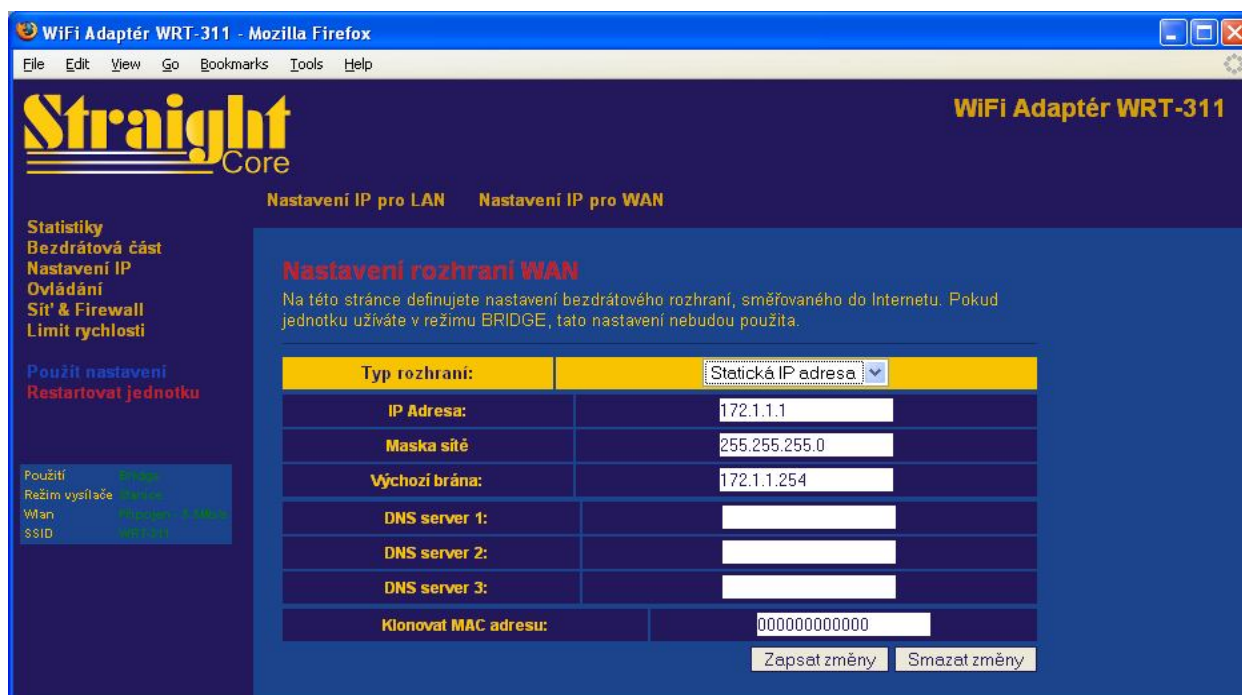 WiFi Adaptér WRT-311 - Mozilla Firefox
File Edit View Go Bookmarks Tools Help
Straight
Core
WiFi Adaptér WRT-311
Nastavení IP pro LAN Nastavení IP pro WAN
Statistiky
Bezdrátová část
Nastavení IP
Ovládání
Síť & Firewall
Limit rychlosti
Použít nastavení
Restartovat jednotku
Použití Bridge
Režim vysílače
Wlan
SSID WRT-311
Nastavení rozhraní WAN
Na této stránce definujete nastavení bezdrátového rozhraní, směřovaného do Internetu. Pokud
jednotku užíváte v režimu BRIDGE, tato nastavení nebudou použita.
Typ rozhraní: Statická IP adresa
IP Adresa: 172.1.1.1
Maska sítě 255.255.255.0
Výchozí brána: 172.1.1.254
DNS server 1:
DNS server 2:
DNS server 3:
Klonovat MAC adresu: 000000000000
Zapsat změny Smazat změny